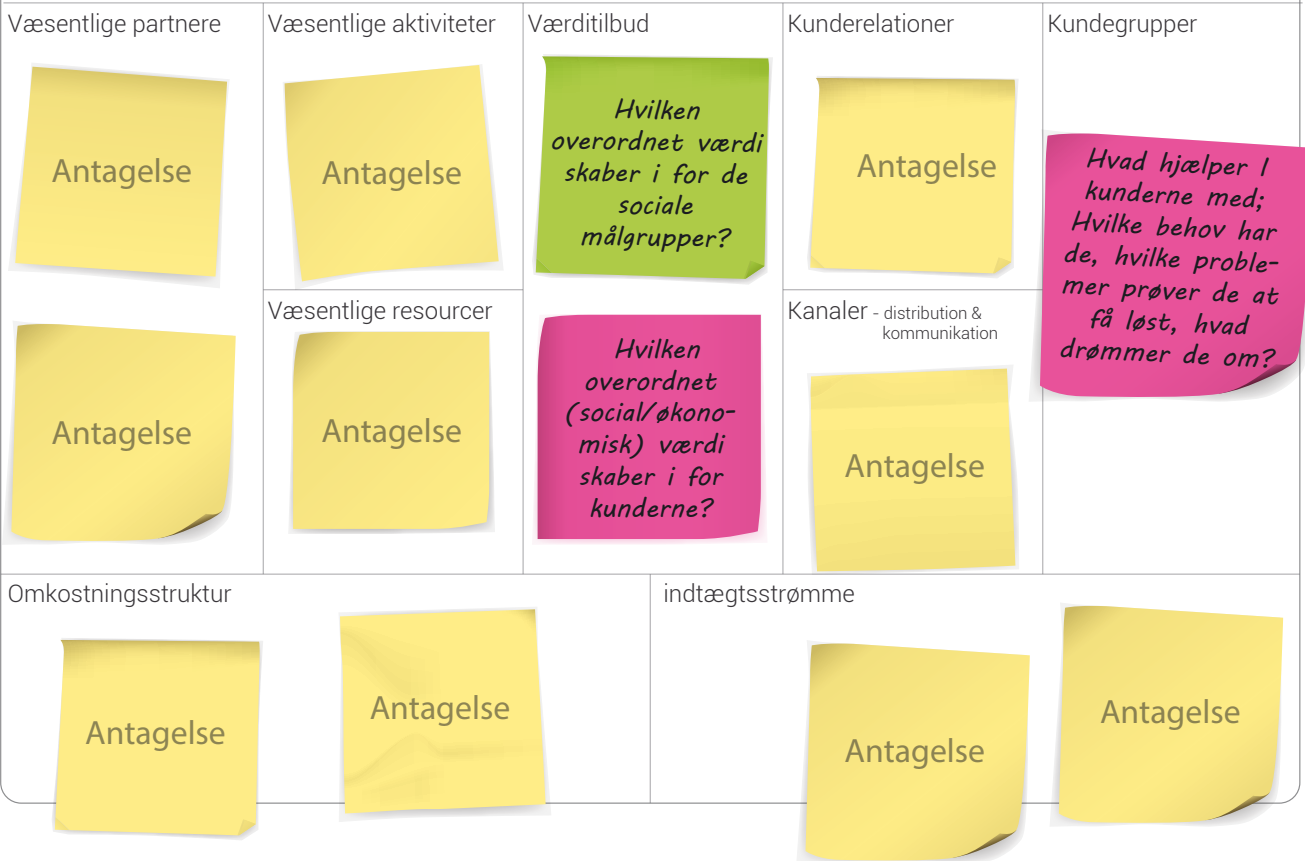 Væsentlige partnere
Antagelse
Antagelse
Væsentlige aktiviteter
Antagelse
Væsentlige resourcer
Antagelse
Værditilbud
Hvilken
overordnet værdi
skaber i for de
sociale
målgrupper?
Hvilken
overordnet
(social/økono-
misk) værdi
skaber i for
kunderne?
Kunderelationer
Antagelse
Kanaler - distribution &
kommunikation
Antagelse
Kundegrupper
Hvad hjælper I
kunderne med;
Hvilke behov har
de, hvilke proble-
mer prøver de at
få løst, hvad
drømmer de om?
Omkostningsstruktur
Antagelse
Antagelse
indtægtsstrømme
Antagelse
Antagelse